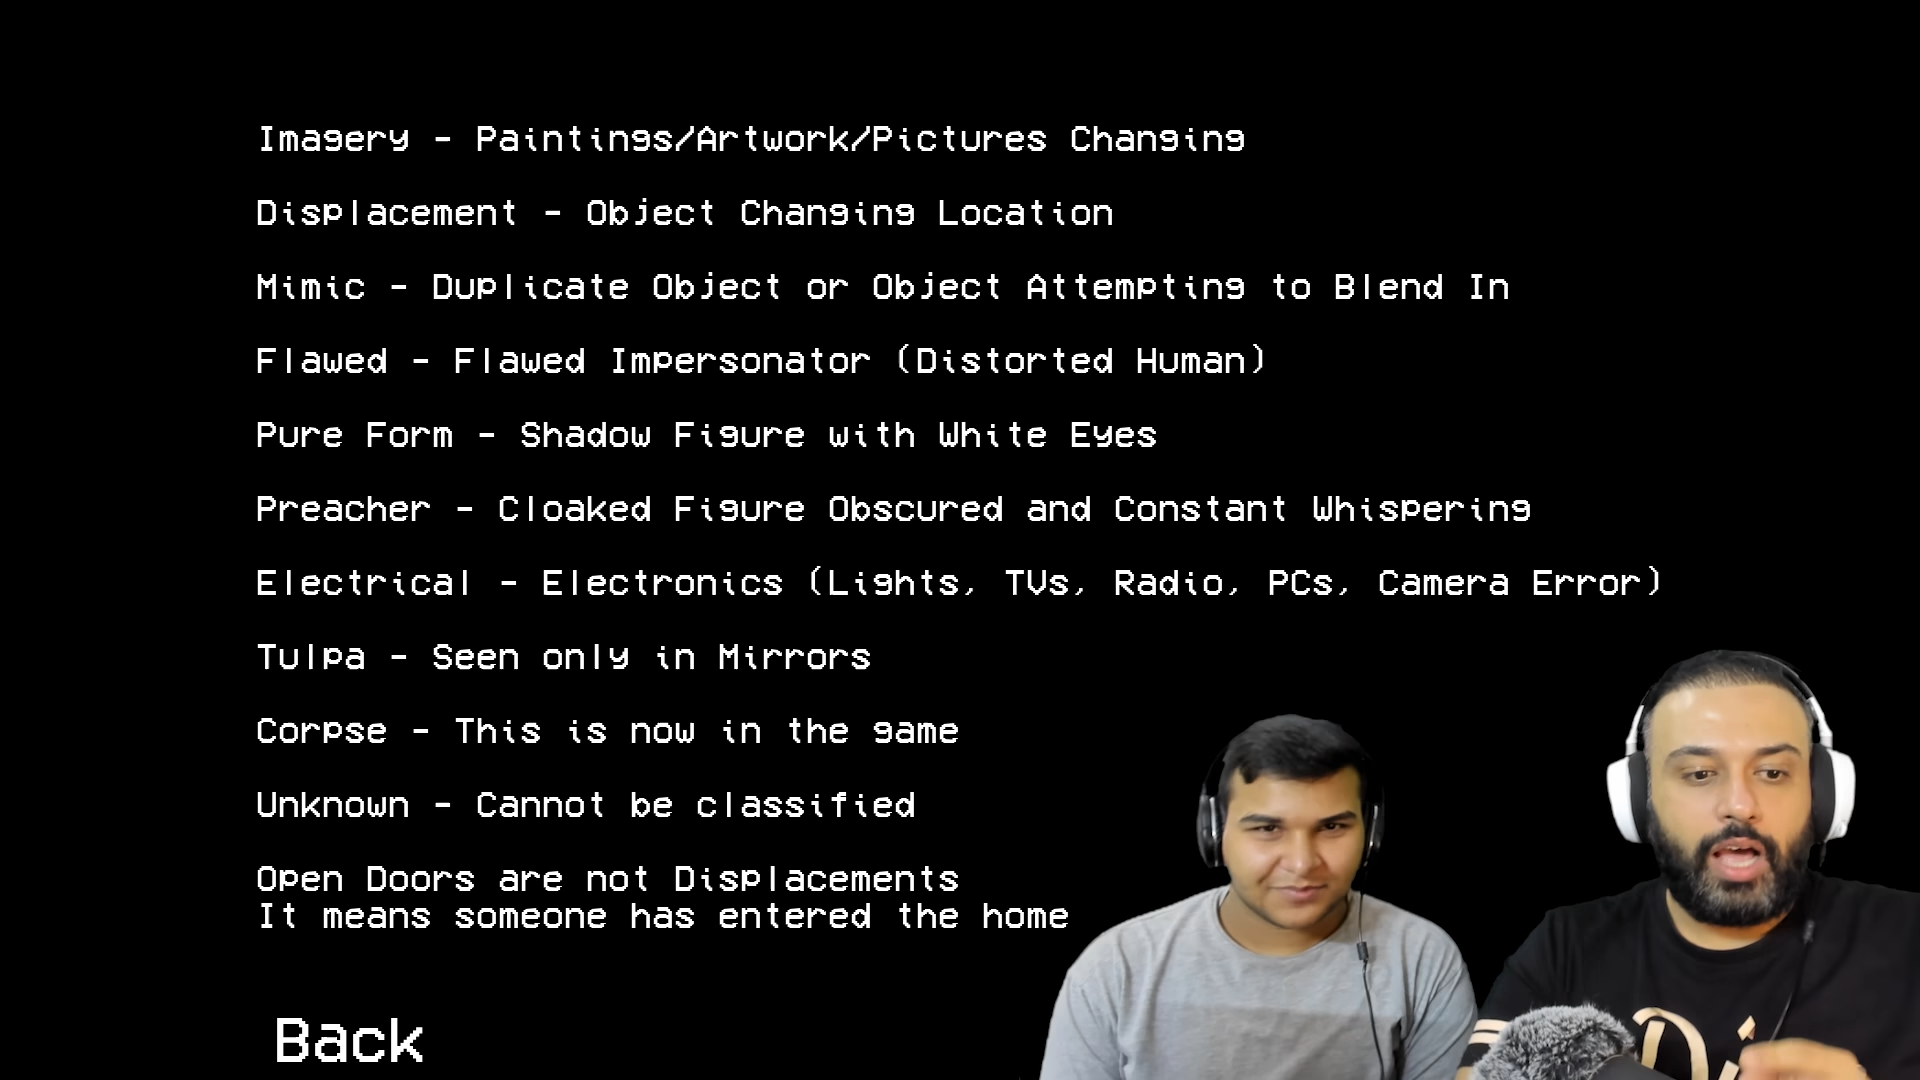 Imagery - Paintings/Artwork/Pictures Changing
Displacement - Object Changing Location
Mimic - Duplicate Object or Object Attempting to Blend In
Flawed - Flawed Impersonator (Distorted Human)
Pure Form - Shadow Figure with White Eyes
Preacher - Cloaked Figure Obscured and Constant Whispering
Electrical - Electronics (Lights, TVs, Radio, PCs, Camera Error)
Tulpa - Seen only in Mirrors
Corpse - This is now in the game
Unknown - Cannot be classified
Open Doors are not Displacements
It means someone has entered the home
Back